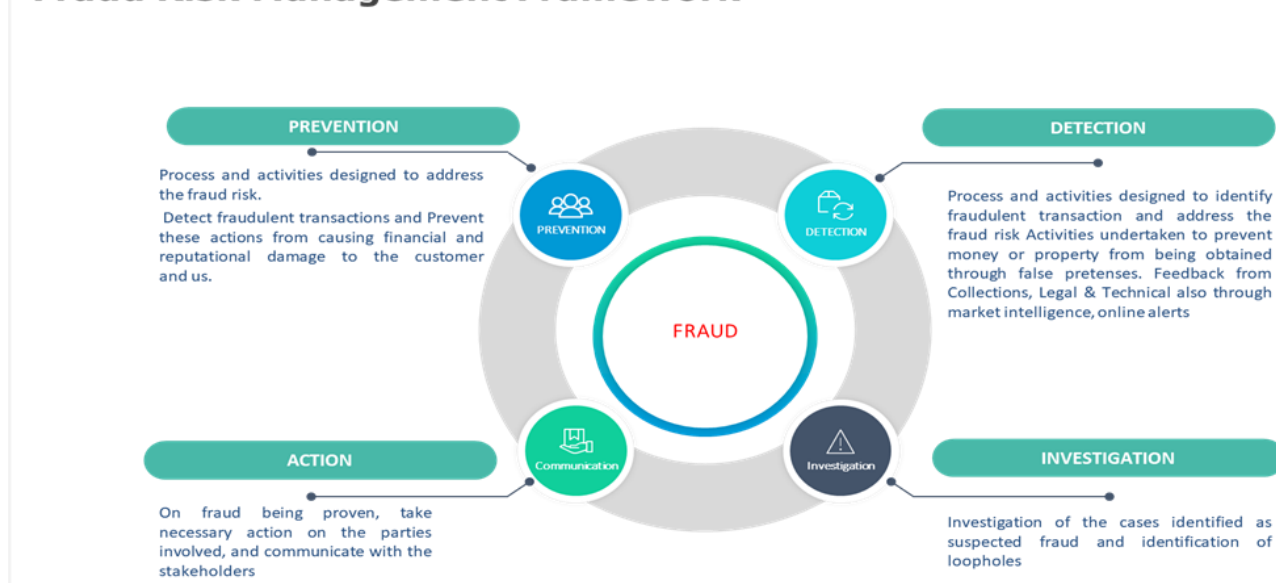 Fraud Risk Management Framework
PREVENTION
Process and activities designed to address
the fraud risk.
Detect fraudulent transactions and Prevent
these actions from causing financial and
reputational damage to the customer
and us.
DETECTION
Process and activities designed to identify
fraudulent transaction and address the
fraud risk Activities undertaken to prevent
money or property from being obtained
through false pretenses. Feedback from
Collections, Legal & Technical also through
market intelligence, online alerts
PREVENTION
DETECTION
FRAUD
Communication
Investigation
ACTION
On fraud being proven, take
necessary action on the parties
involved, and communicate with the
stakeholders
INVESTIGATION
Investigation of the cases identified as
suspected fraud and identification of
loopholes